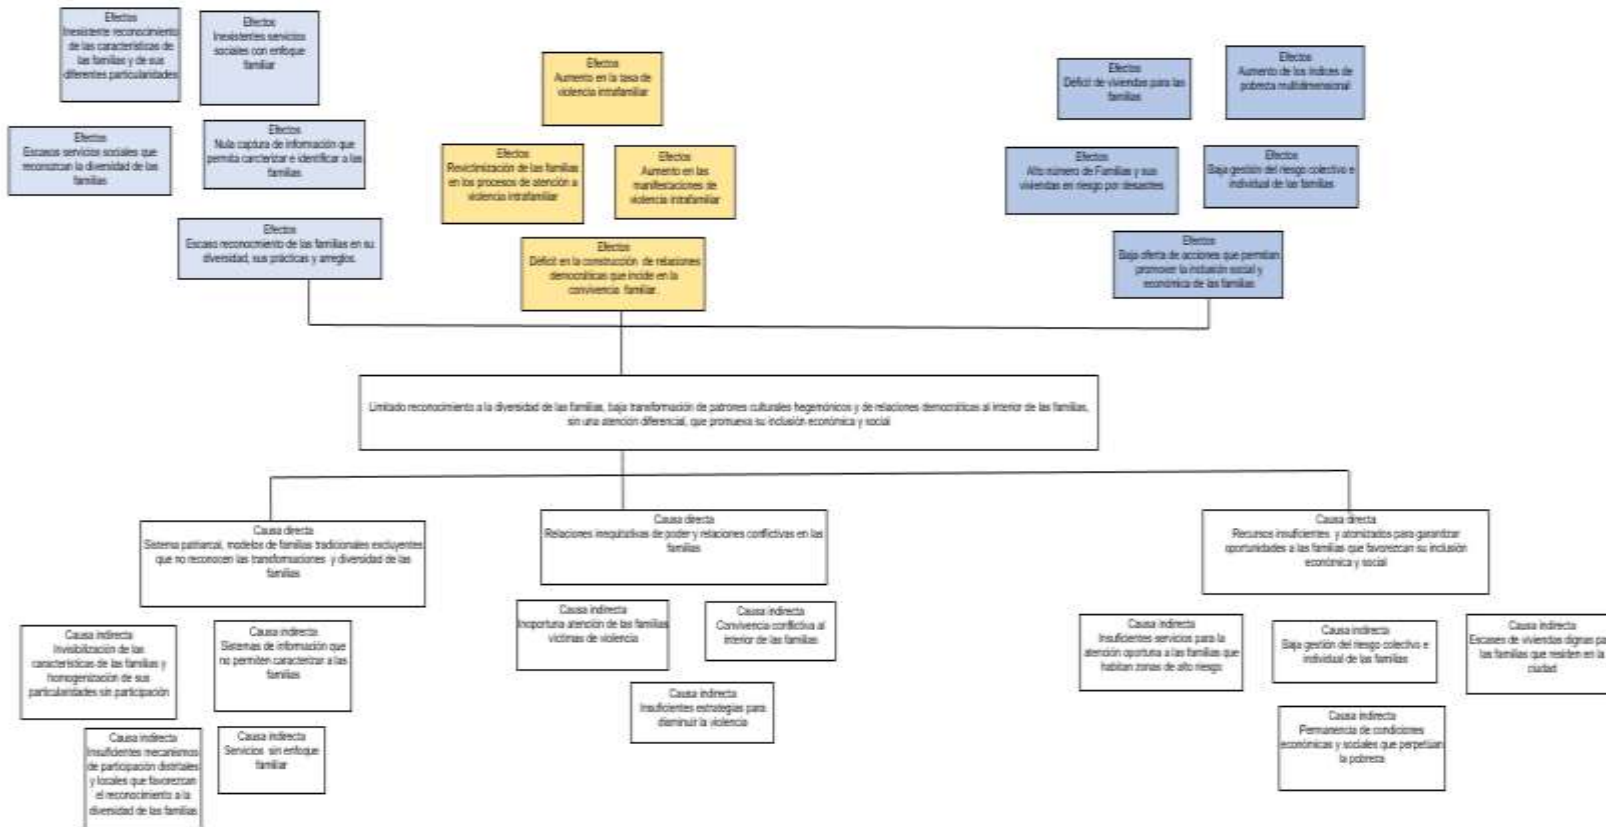 Efectos
Inexistente reconocimiento
de las características de
las familias y de sus
diferentes particularidades
Efectos
Inexistentes servicios
sociales con enfoque
familiar
Efectos
Escasos servicios sociales que
reconozcan la diversidad de las
familias
Efectos
Nula captura de información que
permita carcterizar e identificar a las
familias
Efectos
Escaso reconocmiento de las familias en su
diversidad, sus prácticas y arreglos.
Efectos
Aumento en la tasa de
violencia intrafamiliar
Efectos
Revictimización de las familias
en los procesos de atención a
violencia intrafamiliar
Efectos
Aumento en las
manifestaciones de
violencia intrafamiliar
Efectos
Déficit en la construcción de relaciones
democráticas que incide en la
convivencia familiar.
Efectos
Déficit de viviendas para las
familias
Efectos
Aumento de los índices de
pobreza multidimensional
Efectos
Alto número de Familias y sus
viviendas en riesgo por desastres
Efectos
Baja gestión del riesgo colectivo e
individual de las familias
Efectos
Baja oferta de acciones que permitan
promover la inclusión social y
económica de las familias
Limitado reconocimiento a la diversidad de las familias, baja transformación de patrones culturales hegemónicos y de relaciones democráticas al interior de las familias,
sin una atención diferencial, que promueva su inclusión económica y social
Causa directa
Sistema patriarcal, modelos de familias tradicionales excluyentes
que no reconocen las transformaciones y diversidad de las
familias
Causa indirecta
Invisibilización de las
características de las familias y
homogenización de sus
particularidades sin participación
Causa indirecta
Sistemas de información que
no permiten caracterizar a las
familias
Causa indirecta
Insuficientes mecanismos
de participación distritales
y locales que favorezcan
el reconocimiento a la
diversidad de las familias
Causa indirecta
Servicios sin enfoque
familiar
Causa directa
Relaciones inequitativas de poder y relaciones conflictivas en las
familias
Causa indirecta
Inoportuna atención de las familias
víctimas de violencia
Causa indirecta
Convivencia conflictiva al
interior de las familias
Causa indirecta
Insuficientes estrategias para
disminuir la violencia
Causa directa
Recursos insuficientes y atomizados para garantizar
oportunidades a las familias que favorezcan su inclusión
económica y social
Causa indirecta
Insuficientes servicios para la
atención oportuna a las familias que
habitan zonas de alto riesgo
Causa indirecta
Baja gestión del riesgo colectivo e
individual de las familias
Causa indirecta
Escases de viviendas dignas pa
las familias que residen en la
ciudad
Causa indirecta
Permanencia de condiciones
económicas y sociales que perpetúan
la pobreza